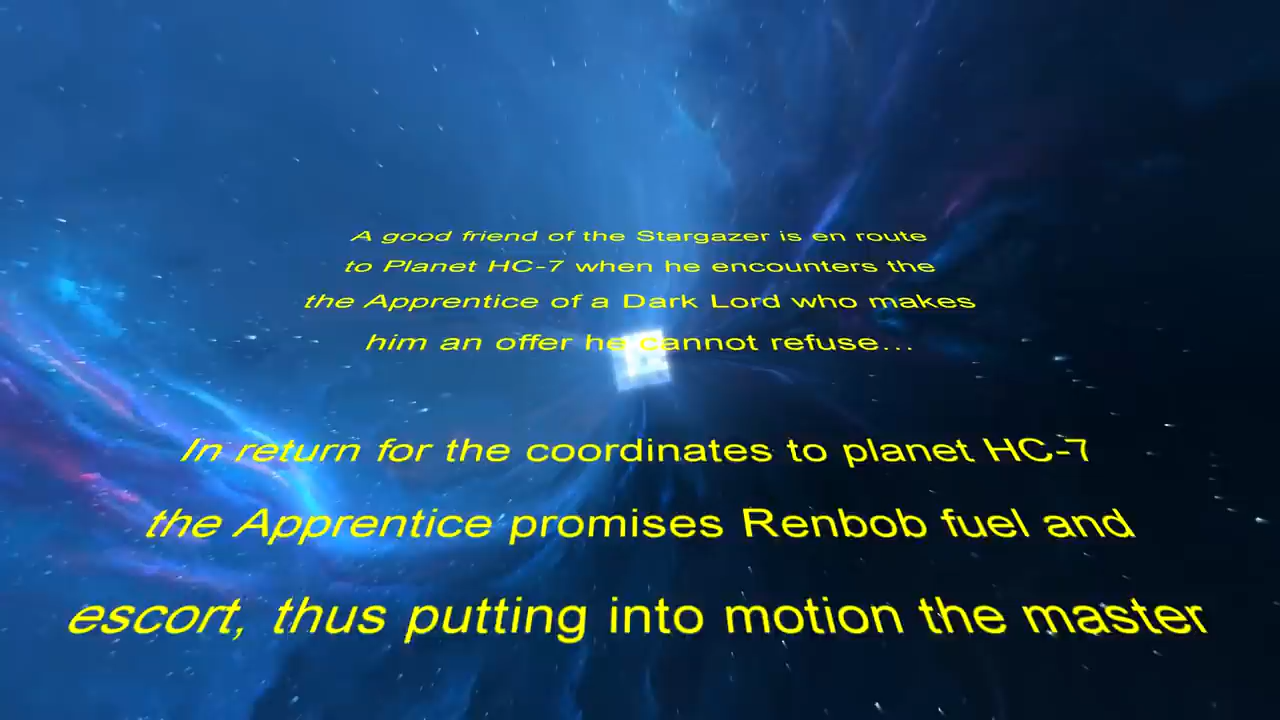 A good friend of the Stargazer is en route
to Planet HC-7 when he encounters the
the Apprentice of a Dark Lord who makes
him an offer he cannot refuse...
In return for the coordinates to planet HC-7
the Apprentice promises Renbob fuel and
escort, thus putting into motion the master